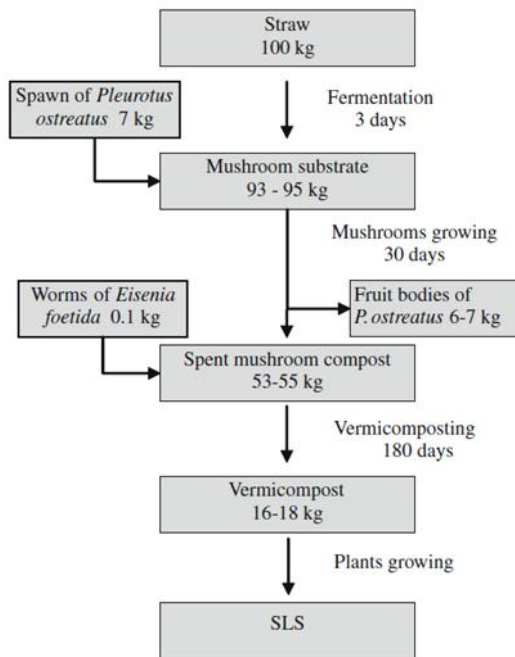 Straw
100 kg
Spawn of Pleurotus
ostreatus 7 kg
Fermentation
3 days
Mushroom substrate
93 - 95 kg
Mushrooms growing
30 days
Worms of Eisenia
foetida 0.1 kg
Fruit bodies of
P. ostreatus 6-7 kg
Spent mushroom compost
53-55 kg
Vermicomposting
180 days
Vermicompost
16-18 kg
Plants growing
SLS